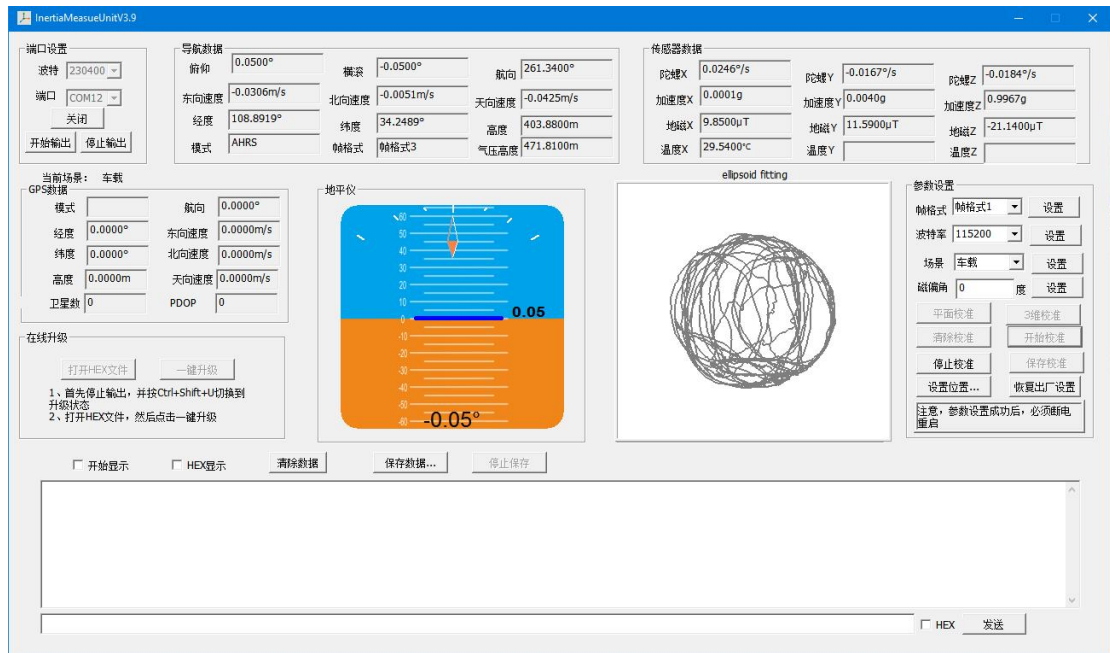 InertiaMeasueUnitV3.9
端口设置
波特 230400
端口 COM12
关闭
开始输出 停止输出
导航数据
俯仰 0.0500° 横滚 -0.0500° 航向 261.3400°
东向速度 -0.0306m/s 北向速度 -0.0051m/s 天向速度 -0.0425m/s
经度 108.8919° 纬度 34.2489° 高度 403.8800m
模式 AHRS 帧格式 帧格式3 气压高度 471.8100m
传感器数据
陀螺X 0.0246°/s 陀螺Y -0.0167°/s 陀螺Z -0.0184°/s
加速度X 0.0001g 加速度Y 0.0040g 加速度Z 0.9967g
地磁X 9.8500μT 地磁Y 11.5900μT 地磁Z -21.1400μT
温度X 29.5400℃ 温度Y 温度Z
当前场景： 车载
GPS数据
模式 航向 0.0000°
经度 0.0000° 东向速度 0.0000m/s
纬度 0.0000° 北向速度 0.0000m/s
高度 0.0000m 天向速度 0.0000m/s
卫星数 0 PDOP 0
在线升级
打开HEX文件 一键升级
1、首先停止输出，并按Ctrl+Shift+U切换到
升级状态
2、打开HEX文件，然后点击一键升级
地平仪
60
50
40
30
20
10
0 0.05
-10
-20
-30
-40
-50
-60 -0.05°
ellipsoid fitting
参数设置
帧格式 帧格式1 设置
波特率 115200 设置
场景 车载 设置
磁偏角 0 度 设置
平面校准 3维校准
清除校准 开始校准
停止校准 保存校准
设置位置... 恢复出厂设置
注意，参数设置成功后，必须断电
重启
开始显示 HEX显示 清除数据 保存数据... 停止保存
HEX 发送